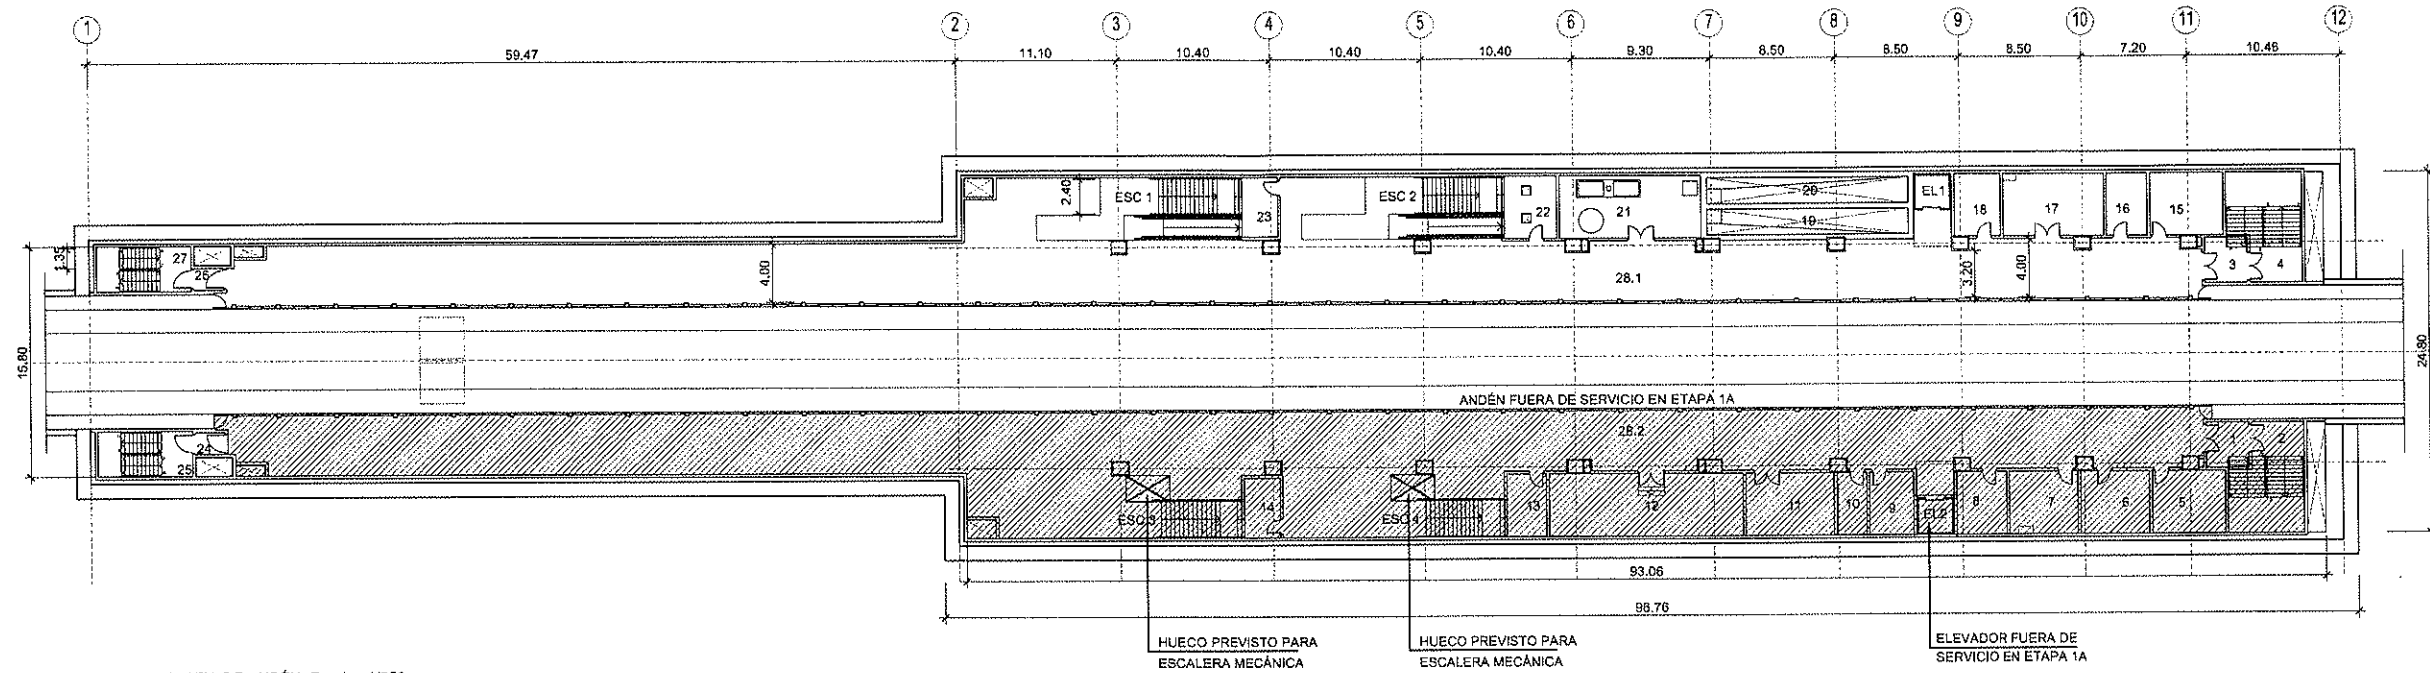 1 2 3 4 5 6 7 8 9 10 11 12
59.47 11.10 10.40 10.40 10.40 9.30 8.50 8.50 8.50 7.20 10.46
2.40 ESC 1 23 ESC 2 22 21 20 EL1 18 17 16 15
19
1.35 27 26 4.00 28.1 3.20 4.00 3 4
15.80 24.80
ANDÉN FUERA DE SERVICIO EN ETAPA 1A
24 28.2 1 2
25
ESC 3 14 ESC 4 13 12 11 10 9 EL2 8 7 6 5
93.06
98.76
HUECO PREVISTO PARA
ESCALERA MECÁNICA
HUECO PREVISTO PARA
ESCALERA MECÁNICA
ELEVADOR FUERA DE
SERVICIO EN ETAPA 1A